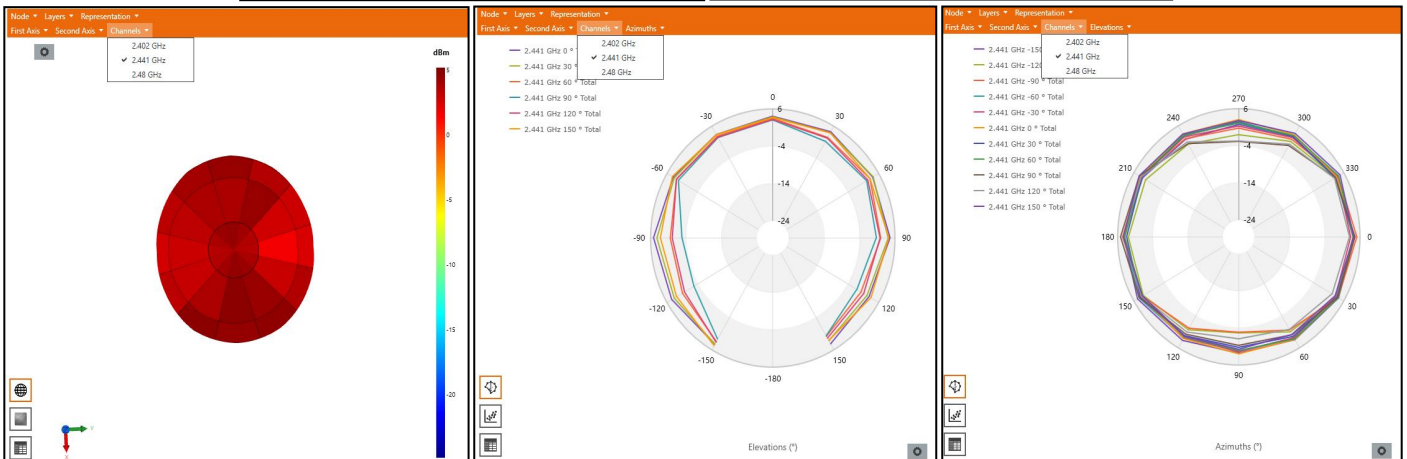 Node Layers Representation
First Axis Second Axis Channels
2.402 GHz
✓ 2.441 GHz
2.48 GHz
dBm
5
0
-5
-10
-15
-20
Y
X
Node Layers Representation
First Axis Second Axis Channels Azimuths
2.402 GHz
✓ 2.441 GHz
2.48 GHz
2.441 GHz 0 °
2.441 GHz 30 °
2.441 GHz 60 ° Total
2.441 GHz 90 ° Total
2.441 GHz 120 ° Total
2.441 GHz 150 ° Total
0
6
30
-30
-4
60
-60
-14
-24
-90
90
-120
120
-150
150
-180
Elevations (°)
Node Layers Representation
First Axis Second Axis Channels Elevations
2.402 GHz
✓ 2.441 GHz
2.48 GHz
2.441 GHz -150
2.441 GHz -120
2.441 GHz -90 ° Total
2.441 GHz -60 ° Total
2.441 GHz -30 ° Total
2.441 GHz 0 ° Total
2.441 GHz 30 ° Total
2.441 GHz 60 ° Total
2.441 GHz 90 ° Total
2.441 GHz 120 ° Total
2.441 GHz 150 ° Total
270
6
240
300
-4
210
330
-14
-24
180
0
150
30
120
60
90
Azimuths (°)